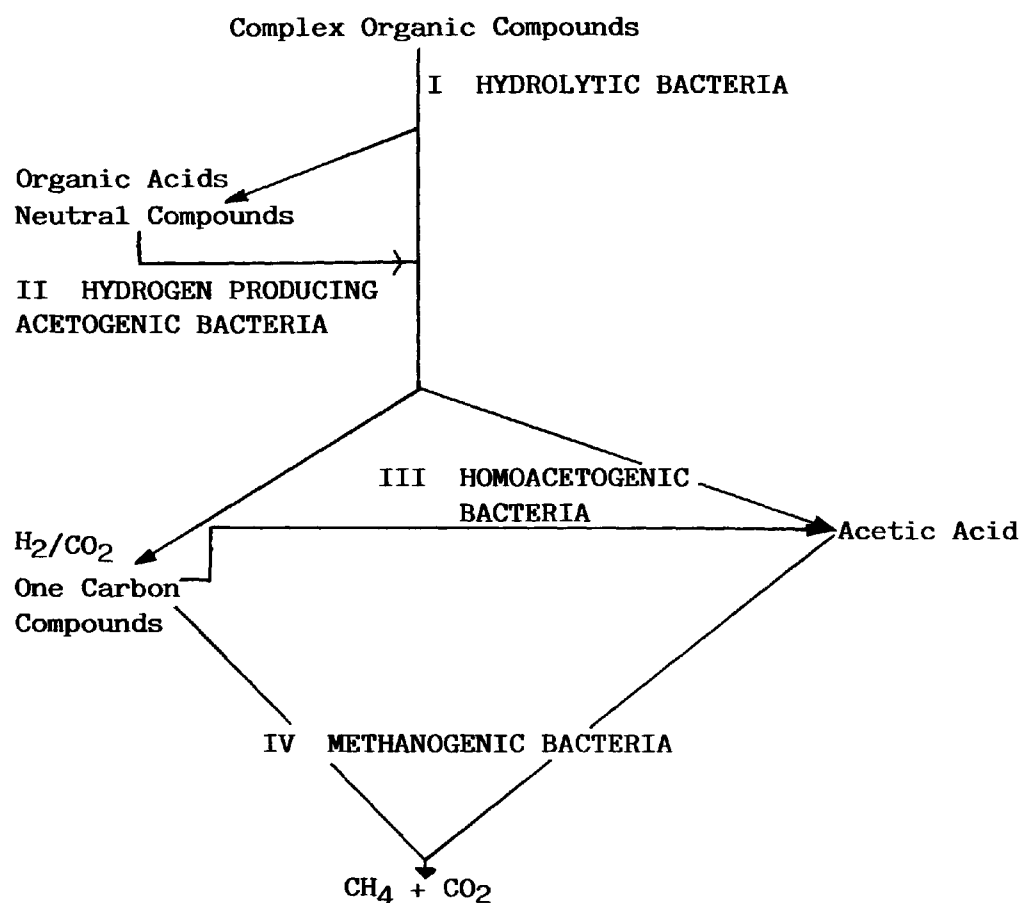 Complex Organic Compounds
I HYDROLYTIC BACTERIA
Organic Acids
Neutral Compounds
II HYDROGEN PRODUCING
ACETOGENIC BACTERIA
III HOMOACETOGENIC
BACTERIA
H2/CO2
One Carbon
Compounds
Acetic Acid
IV METHANOGENIC BACTERIA
CH4 + CO2